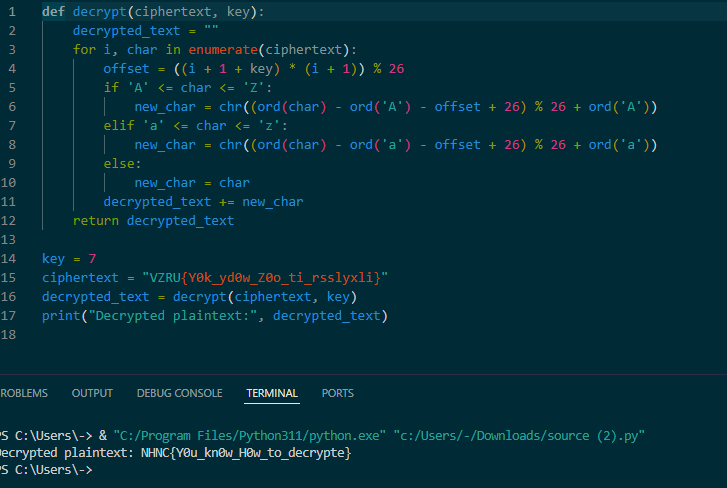 1 def decrypt(ciphertext, key):
2     decrypted_text = ""
3     for i, char in enumerate(ciphertext):
4         offset = ((i + 1 + key) * (i + 1)) % 26
5         if 'A' <= char <= 'Z':
6             new_char = chr((ord(char) - ord('A') - offset + 26) % 26 + ord('A'))
7         elif 'a' <= char <= 'z':
8             new_char = chr((ord(char) - ord('a') - offset + 26) % 26 + ord('a'))
9         else:
10             new_char = char
11         decrypted_text += new_char
12     return decrypted_text
13
14 key = 7
15 ciphertext = "VZRU{Y0k_yd0w_Z0o_ti_rsslyxli}"
16 decrypted_text = decrypt(ciphertext, key)
17 print("Decrypted plaintext:", decrypted_text)
18
ROBLEMS OUTPUT DEBUG CONSOLE TERMINAL PORTS
PS C:\Users\-> & "C:/Program Files/Python311/python.exe" "c:/Users/-/Downloads/source (2).py"
Decrypted plaintext: NHNC{Y0u_kn0w_H0w_to_decrypte}
PS C:\Users\->